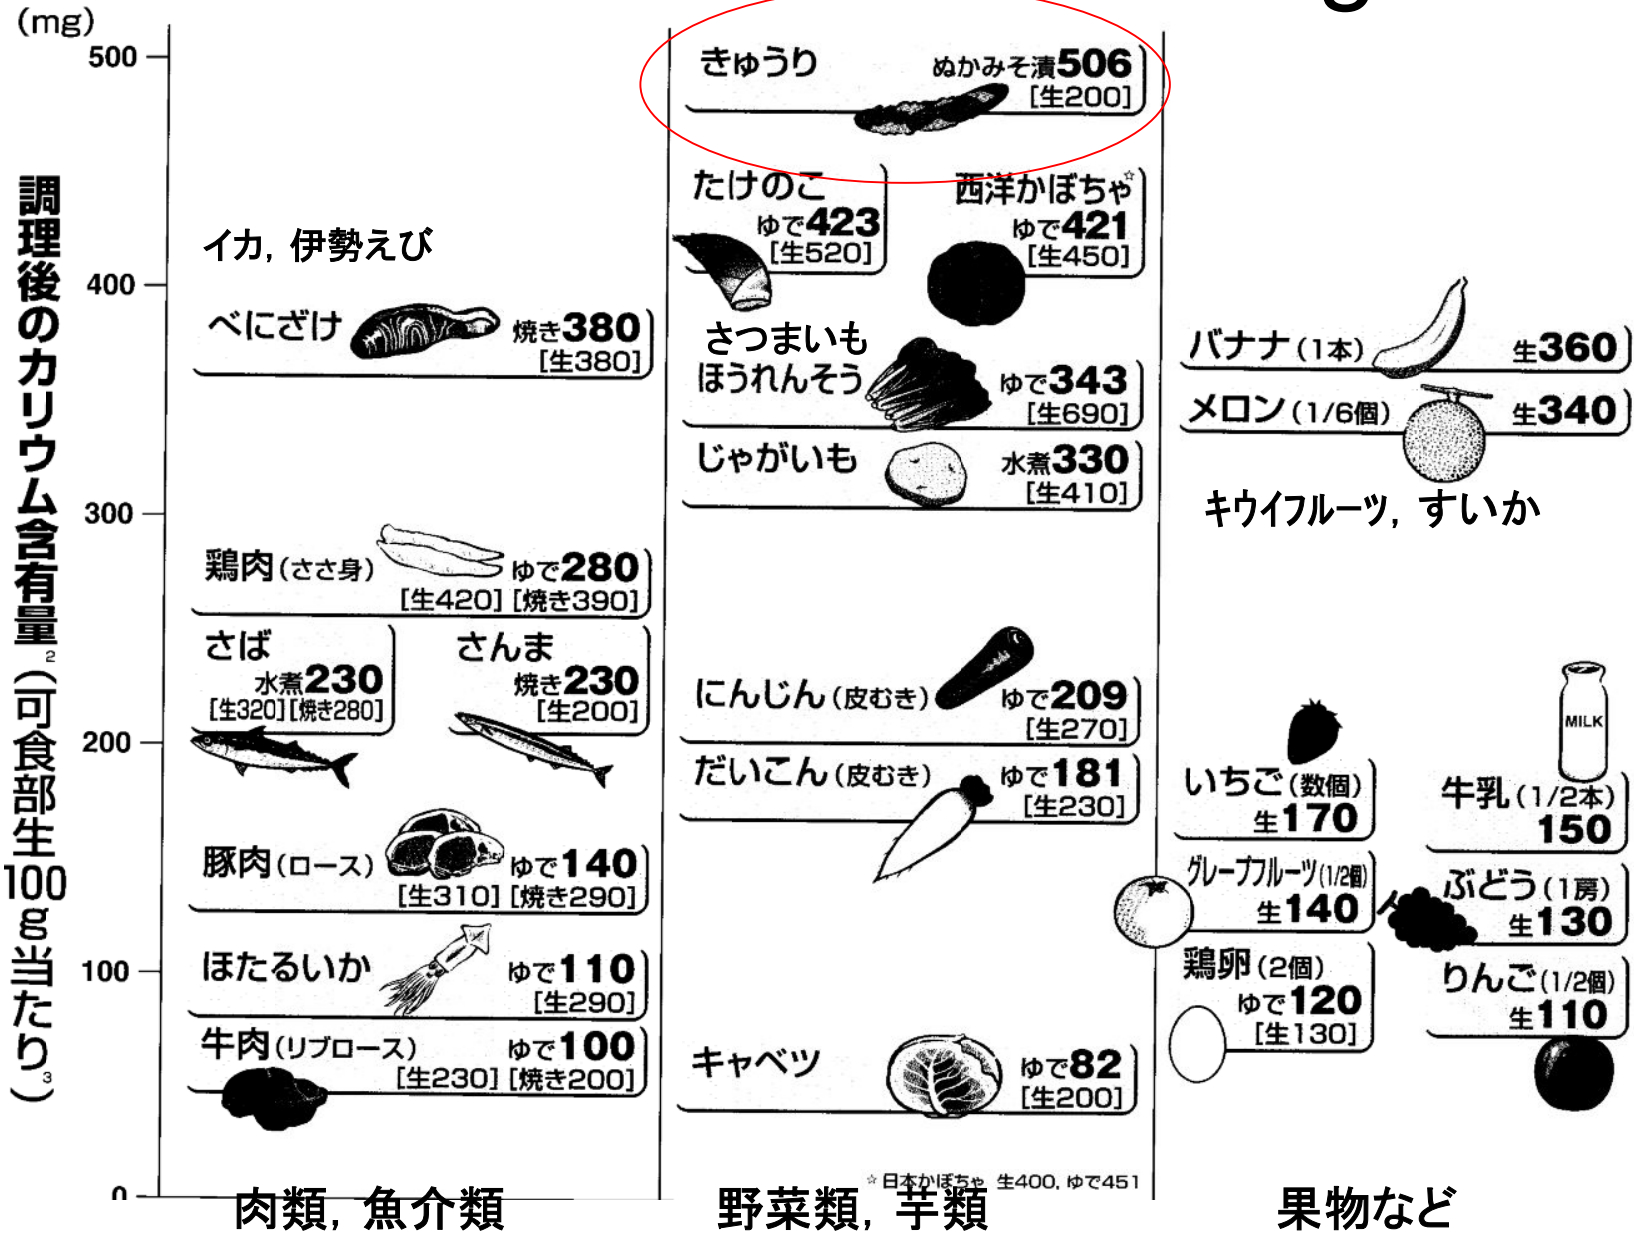 (mg)
500
400
300
200
100
0
調理後のカリウム含有量2(可食部生100g当たり3)
イカ, 伊勢えび
べにざけ 焼き380
[生380]
鶏肉(ささ身) ゆで280
[生420] [焼き390]
さば
水煮230
[生320][焼き280]
さんま
焼き230
[生200]
豚肉(ロース) ゆで140
[生310] [焼き290]
ほたるいか ゆで110
[生290]
牛肉(リブロース) ゆで100
[生230] [焼き200]
肉類, 魚介類
きゅうり ぬかみそ漬506
[生200]
たけのこ
ゆで423
[生520]
西洋かぼちゃ☆
ゆで421
[生450]
さつまいも
ほうれんそう ゆで343
[生690]
じゃがいも 水煮330
[生410]
にんじん(皮むき) ゆで209
[生270]
だいこん(皮むき) ゆで181
[生230]
キャベツ ゆで82
[生200]
☆日本かぼちゃ 生400, ゆで451
野菜類, 芋類
バナナ(1本) 生360
メロン(1/6個) 生340
キウイフルーツ, すいか
いちご(数個)
生170
MILK
牛乳(1/2本)
150
グレープフルーツ(1/2個)
生140
ぶどう(1房)
生130
鶏卵(2個)
ゆで120
[生130]
りんご(1/2個)
生110
果物など